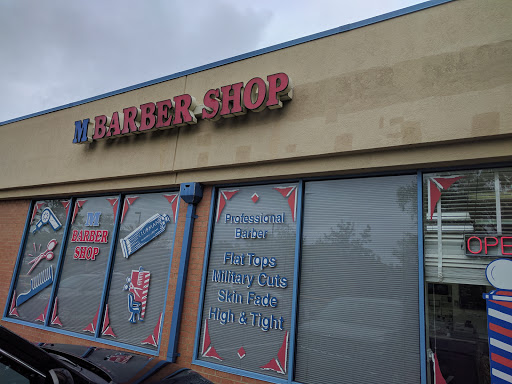 M BARBER SHOP
M
BARBER
SHOP
Professional
Barber
Flat Tops
Military Cuts
Skin Fade
High & Tight
OPE